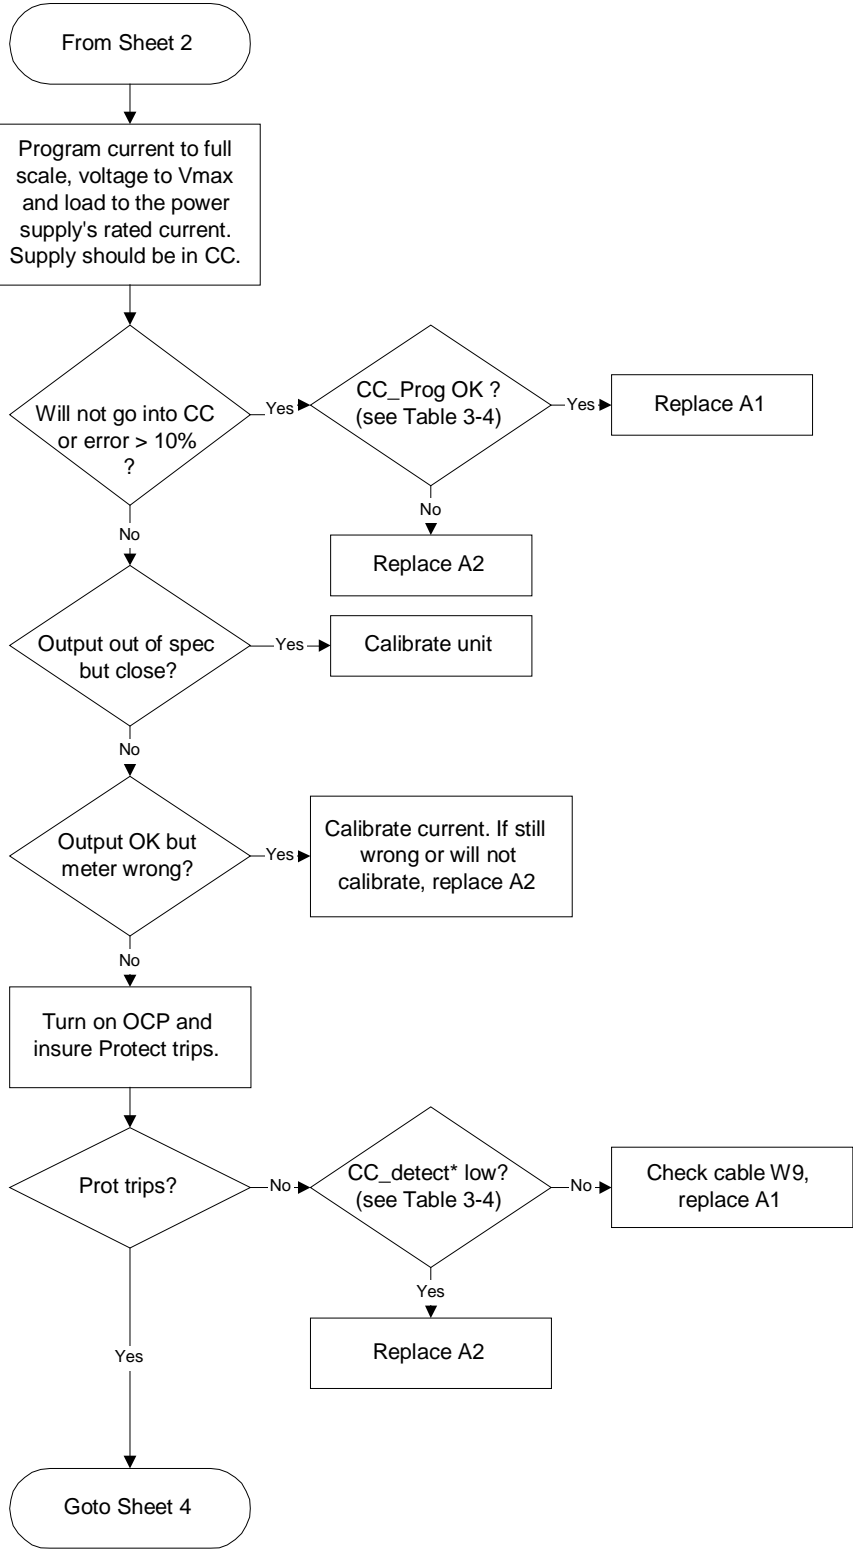 From Sheet 2
Program current to full
scale, voltage to Vmax
and load to the power
supply's rated current.
Supply should be in CC.
Will not go into CC
or error > 10%
?
Yes
CC_Prog OK ?
(see Table 3-4)
Yes
Replace A1
No
Replace A2
No
Output out of spec
but close?
Yes
Calibrate unit
No
Output OK but
meter wrong?
Yes
Calibrate current. If still
wrong or will not
calibrate, replace A2
No
Turn on OCP and
insure Protect trips.
Prot trips?
No
CC_detect* low?
(see Table 3-4)
No
Check cable W9,
replace A1
Yes
Replace A2
Yes
Goto Sheet 4